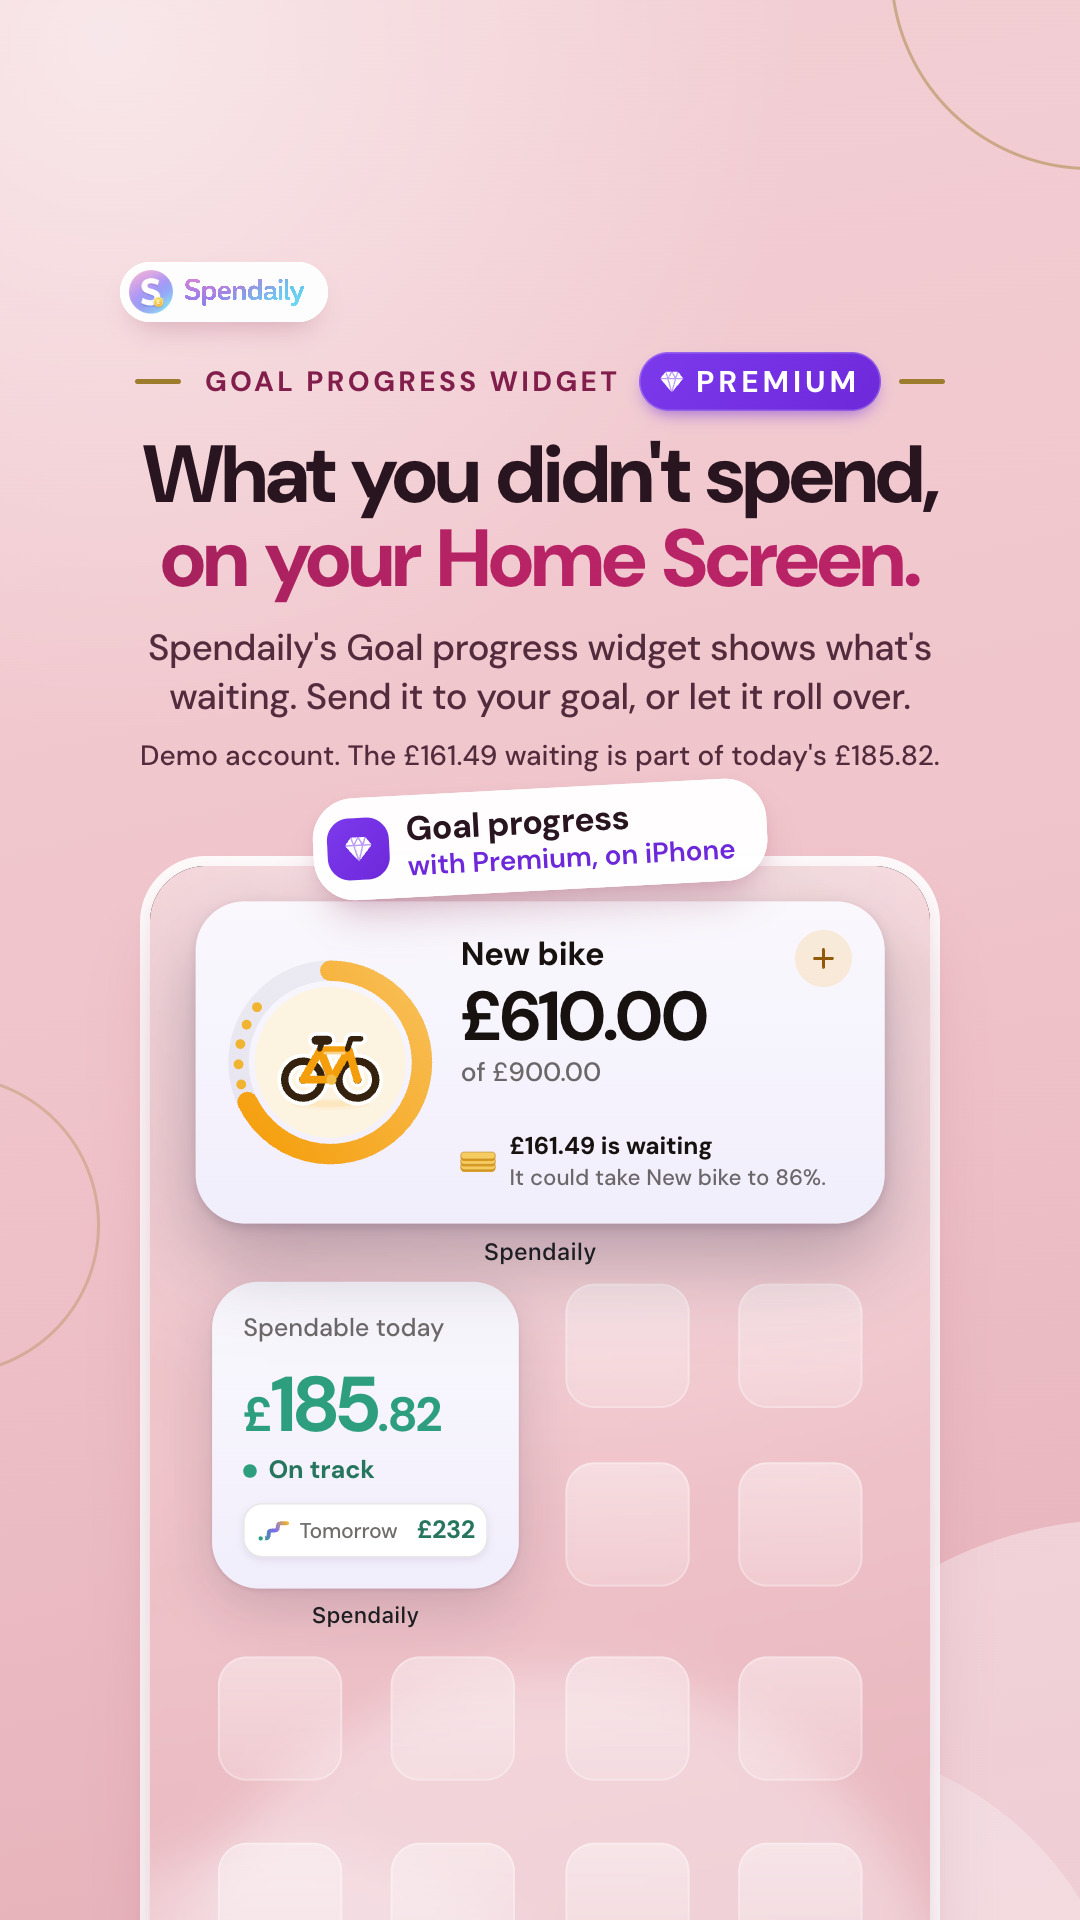 Spendaily
GOAL PROGRESS WIDGET
PREMIUM
What you didn't spend,
on your Home Screen.
Spendaily's Goal progress widget shows what's
waiting. Send it to your goal, or let it roll over.
Demo account. The £161.49 waiting is part of today's £185.82.
Goal progress
with Premium, on iPhone
New bike
£610.00
of £900.00
£161.49 is waiting
It could take New bike to 86%.
Spendaily
Spendable today
£185.82
On track
Tomorrow £232
Spendaily